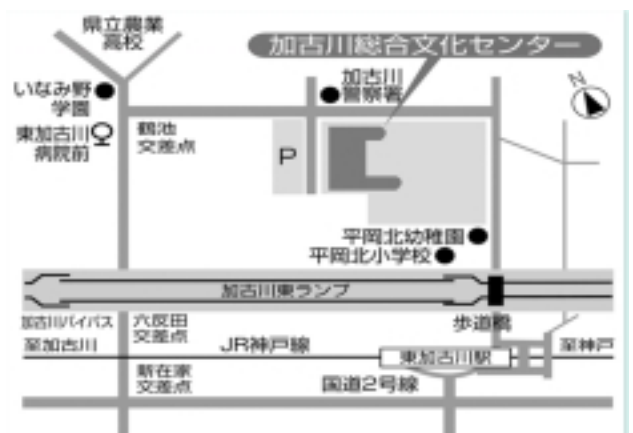 県立農業
高校
加古川総合文化センター
いなみ野
学園
加古川
警察署
N
東加古川
病院前
鶴池
交差点
P
平岡北幼稚園
平岡北小学校
加古川東ランプ
加古川バイパス
六反田
交差点
歩道橋
至加古川
JR神戸線
東加古川駅
至神戸
新在家
交差点
国道2号線